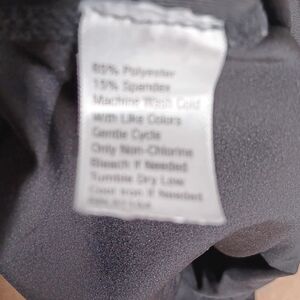 % Polyester
15% Spandex
Machine Wash Cold
With Like Colors
Gentle Cycle
Only Non-Chlorine
Bleach If Needed
Tumble Dry Low
Cool Iron If Needed